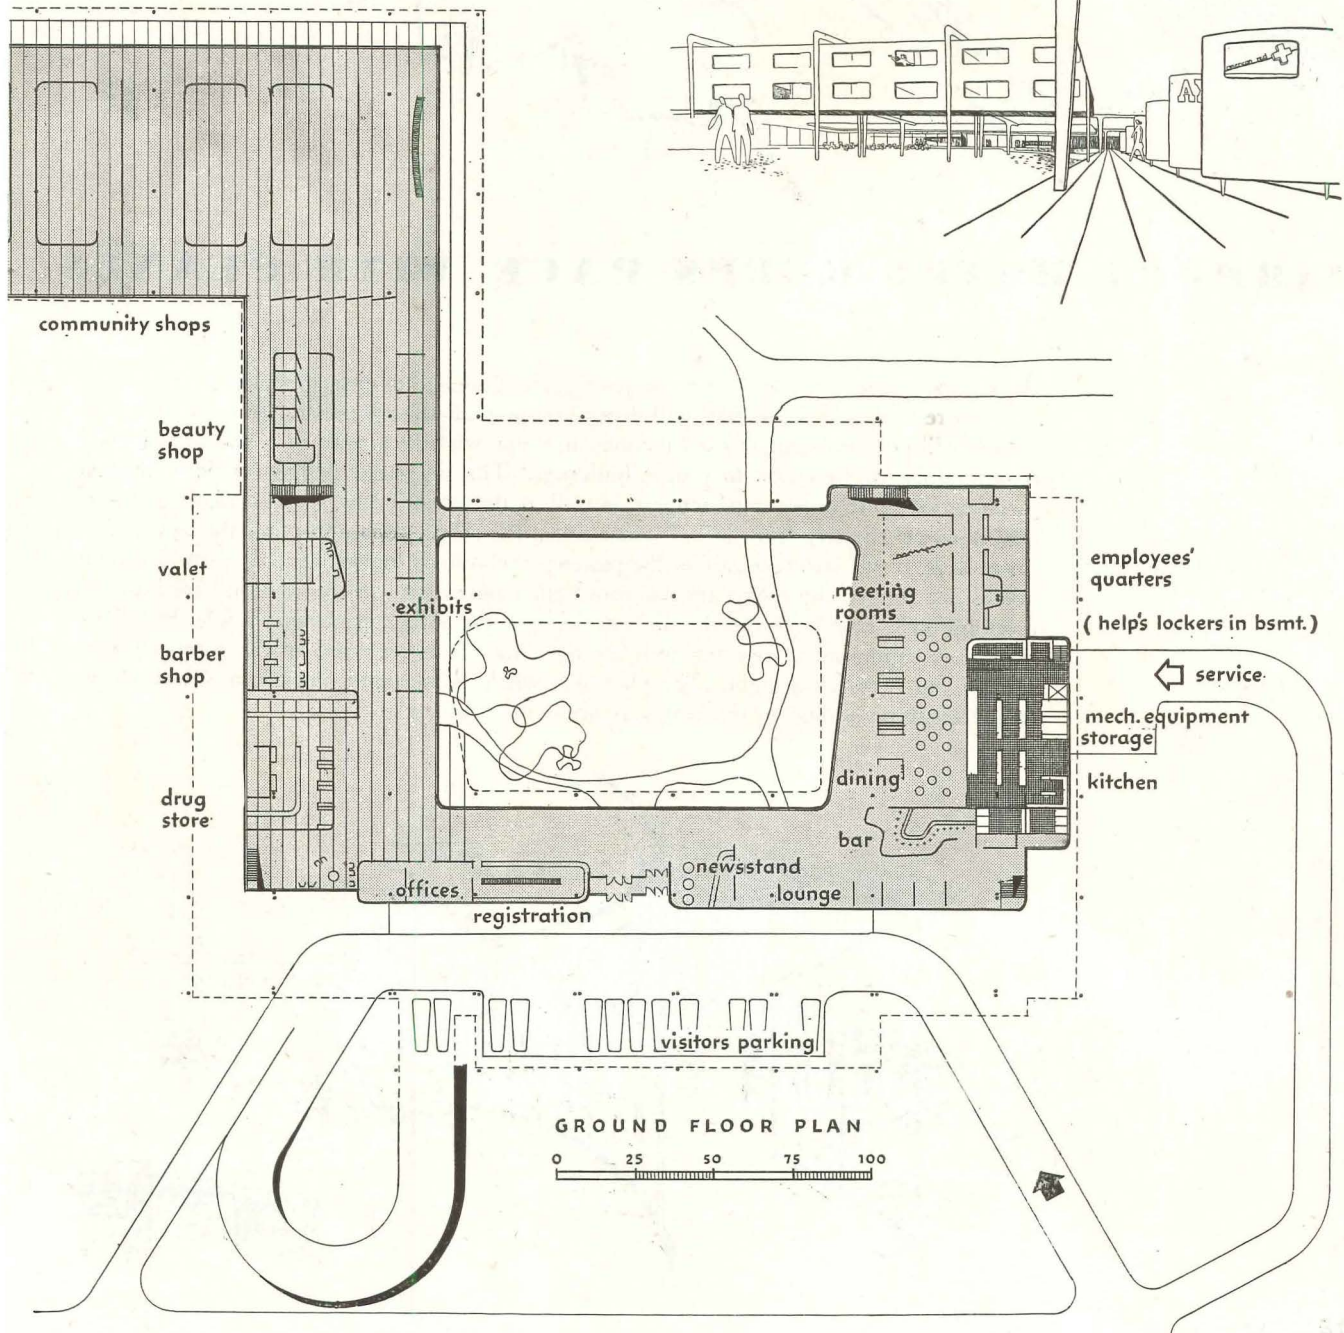 AX
community shops
beauty
shop
valet
exhibits
barber
shop
drug
store
meeting
rooms
employees'
quarters
( help's lockers in bsmt.)
service
mech. equipment
storage
kitchen
dining
bar
newsstand
lounge
offices
registration
visitors parking
GROUND FLOOR PLAN
0 25 50 75 100